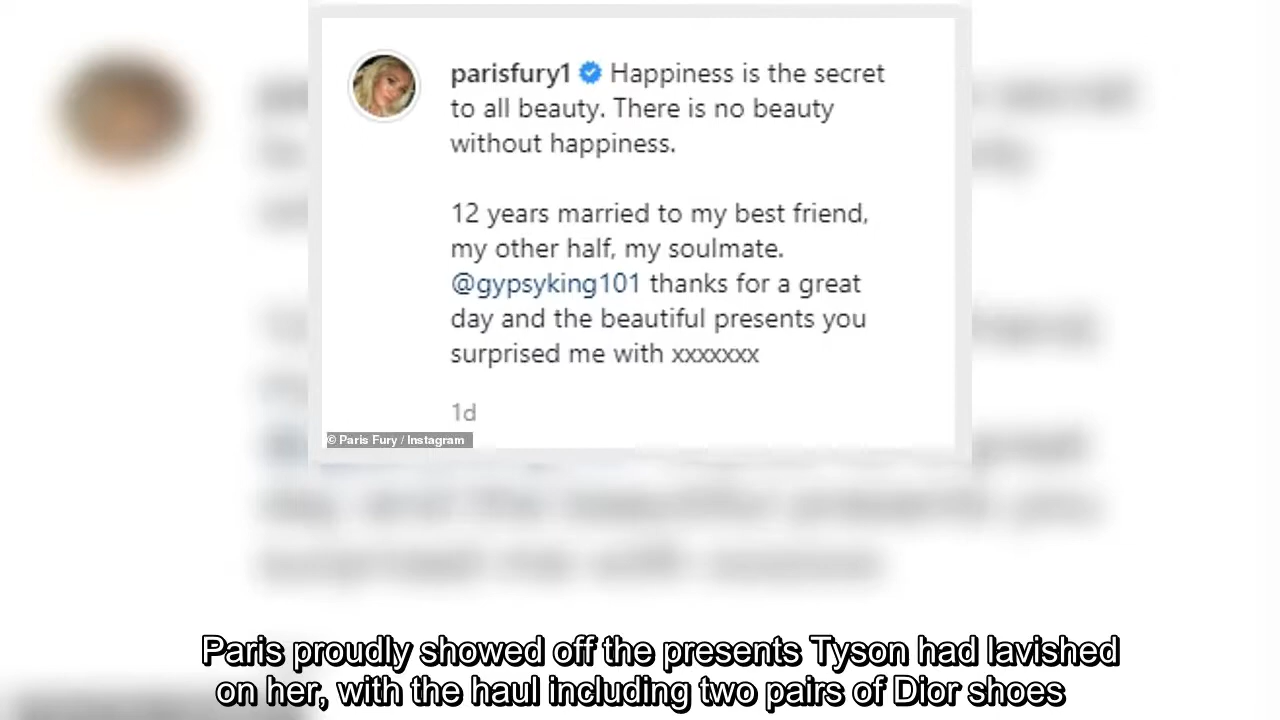 parisfury1 Happiness is the secret
to all beauty. There is no beauty
without happiness.
12 years married to my best friend,
my other half, my soulmate.
@gypsyking101 thanks for a great
day and the beautiful presents you
surprised me with xxxxxxx
1d
© Paris Fury / Instagram
Paris proudly showed off the presents Tyson had lavished
on her, with the haul including two pairs of Dior shoes